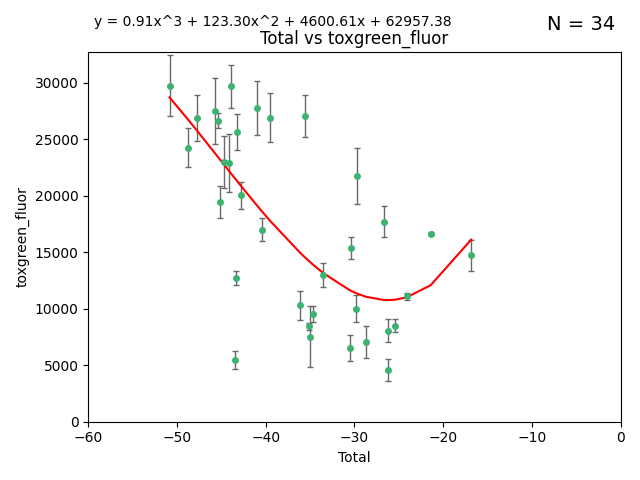 y = 0.91x^3 + 123.30x^2 + 4600.61x + 62957.38
N = 34
Total vs toxgreen_fluor
30000
25000
20000
15000
10000
5000
0
toxgreen_fluor
−60
−50
−40
−30
−20
−10
0
Total